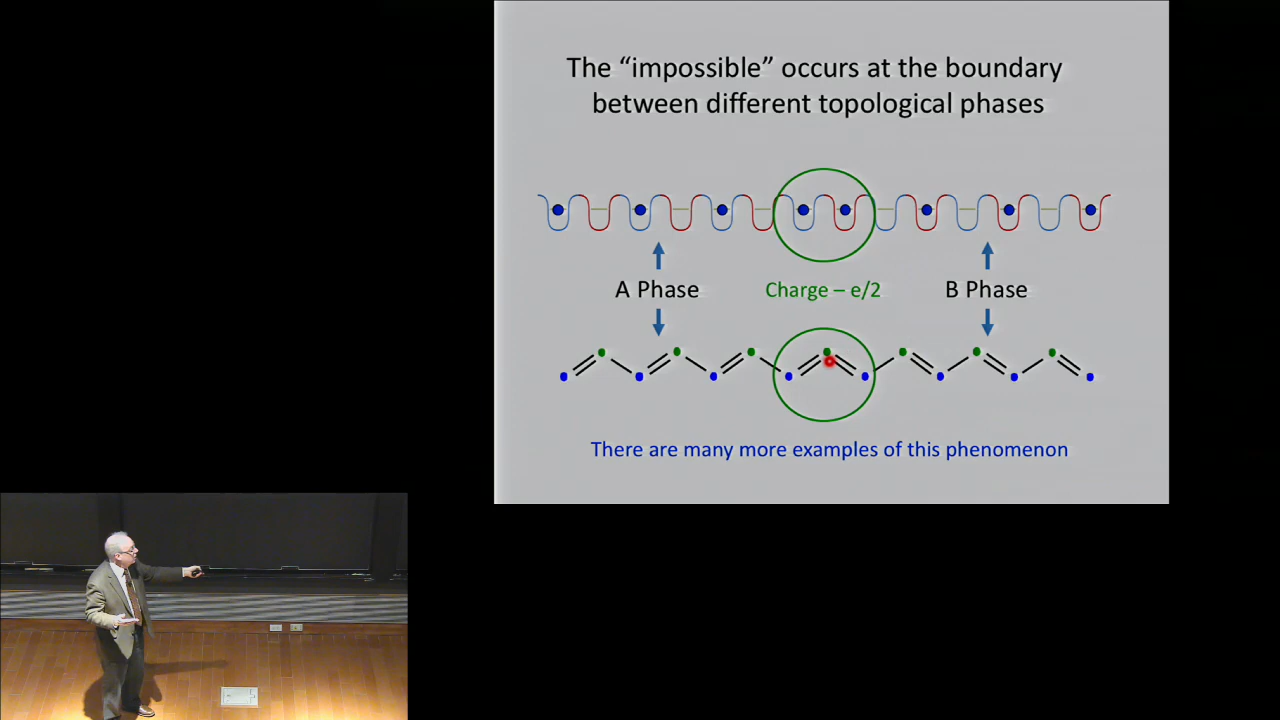 The “impossible” occurs at the boundary
between different topological phases
A Phase
Charge – e/2
B Phase
There are many more examples of this phenomenon